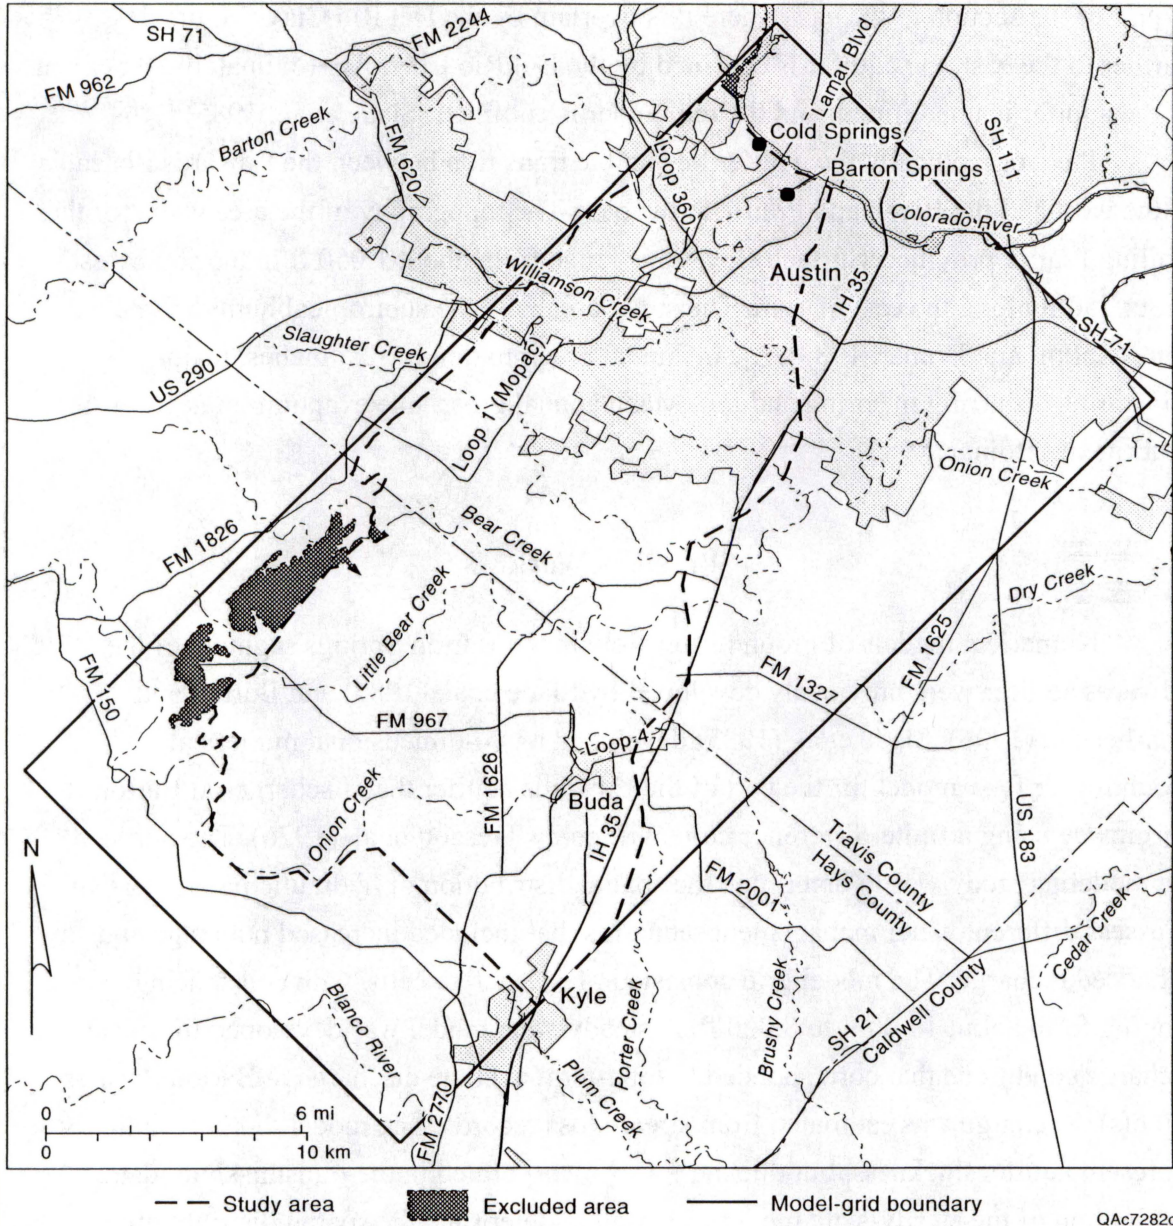 SH 71
FM 2244
FM 962
Lamar Blvd
Barton Creek
FM 620
Cold Springs
SH 111
Loop 360
Barton Springs
Colorado River
Williamson Creek
Austin
IH 35
Slaughter Creek
SH 71
US 290
Loop 1 (Mopac)
Onion Creek
FM 1826
Bear Creek
Dry Creek
Little Bear Creek
FM 1625
FM 150
FM 1327
FM 967
Loop 4
FM 1626
Buda
Onion Creek
IH 35
US 183
N
Travis County
Hays County
FM 2001
Cedar Creek
Kyle
Blanco River
Porter Creek
Brushy Creek
SH 21
Caldwell County
Plum Creek
FM 2770
0 6 mi
0 10 km
Study area
Excluded area
Model-grid boundary
QAc7282c